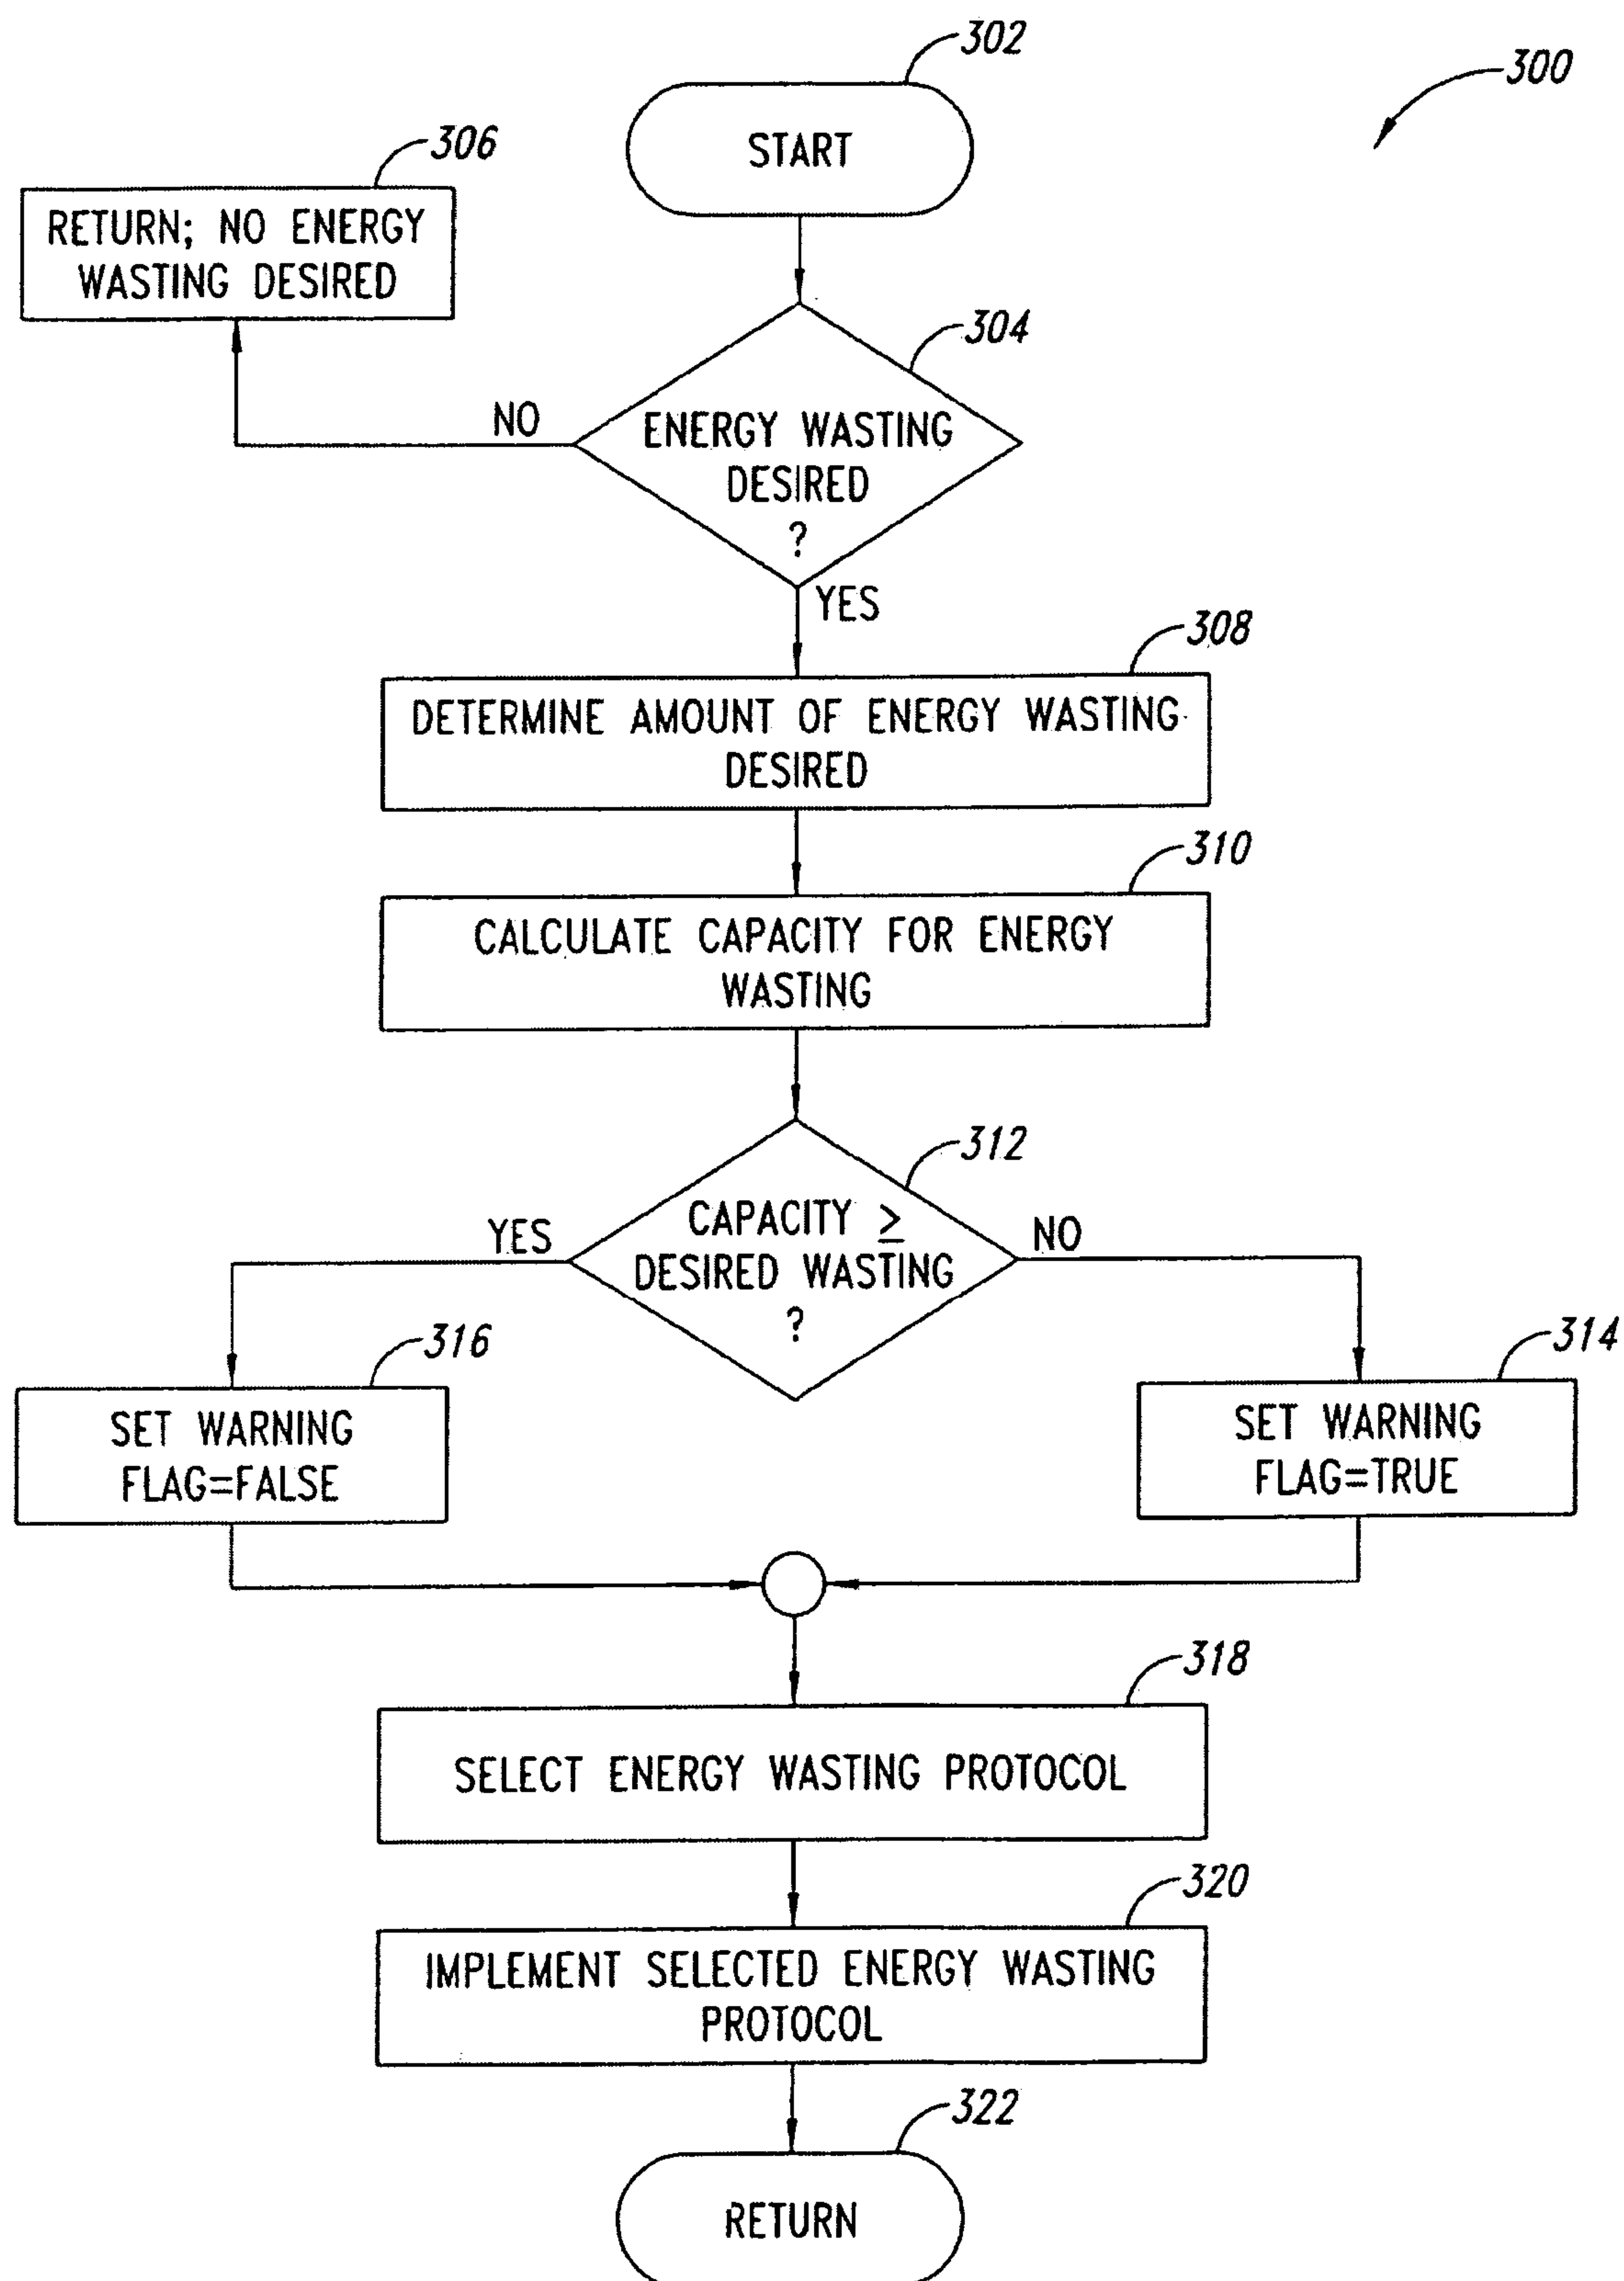 302
300
START
306
RETURN; NO ENERGY
WASTING DESIRED
304
NO
ENERGY WASTING
DESIRED
?
YES
308
DETERMINE AMOUNT OF ENERGY WASTING
DESIRED
310
CALCULATE CAPACITY FOR ENERGY
WASTING
312
YES
CAPACITY ≥
DESIRED WASTING
?
NO
316
SET WARNING
FLAG=FALSE
314
SET WARNING
FLAG=TRUE
318
SELECT ENERGY WASTING PROTOCOL
320
IMPLEMENT SELECTED ENERGY WASTING
PROTOCOL
322
RETURN